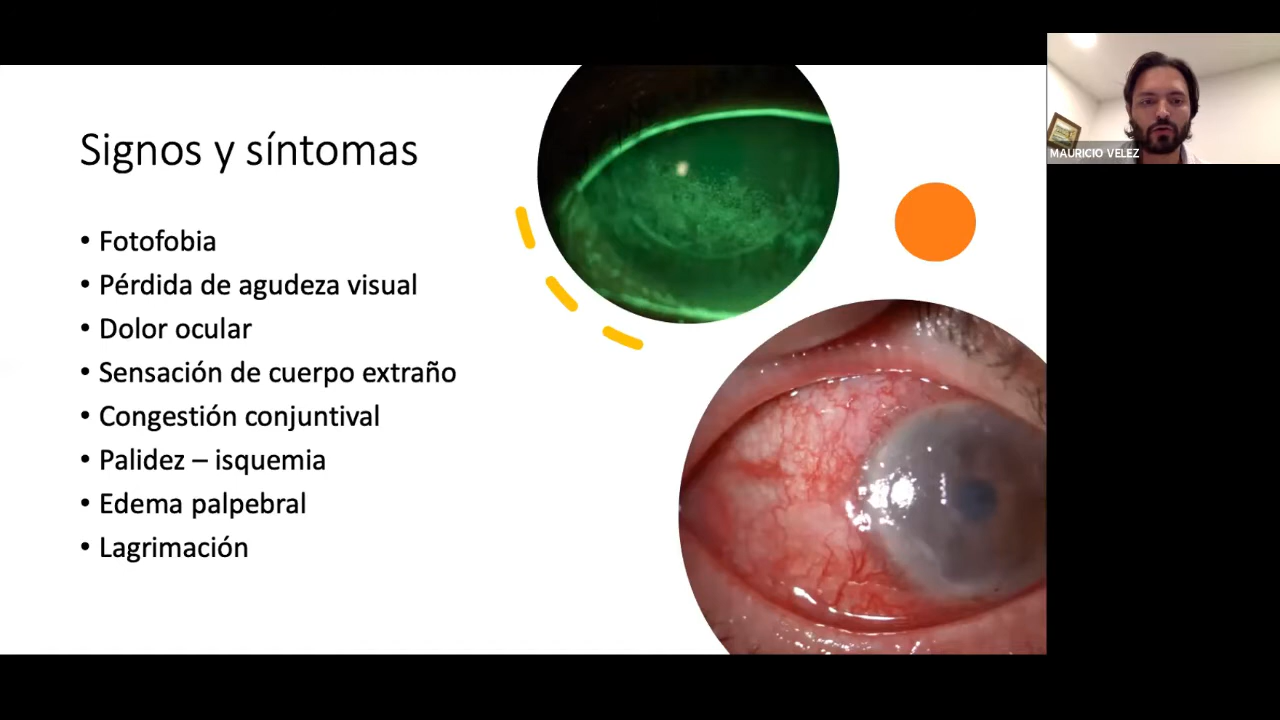 Signos y síntomas
• Fotofobia
• Pérdida de agudeza visual
• Dolor ocular
• Sensación de cuerpo extraño
• Congestión conjuntival
• Palidez – isquemia
• Edema palpebral
• Lagrimación
MAURICIO VELEZ